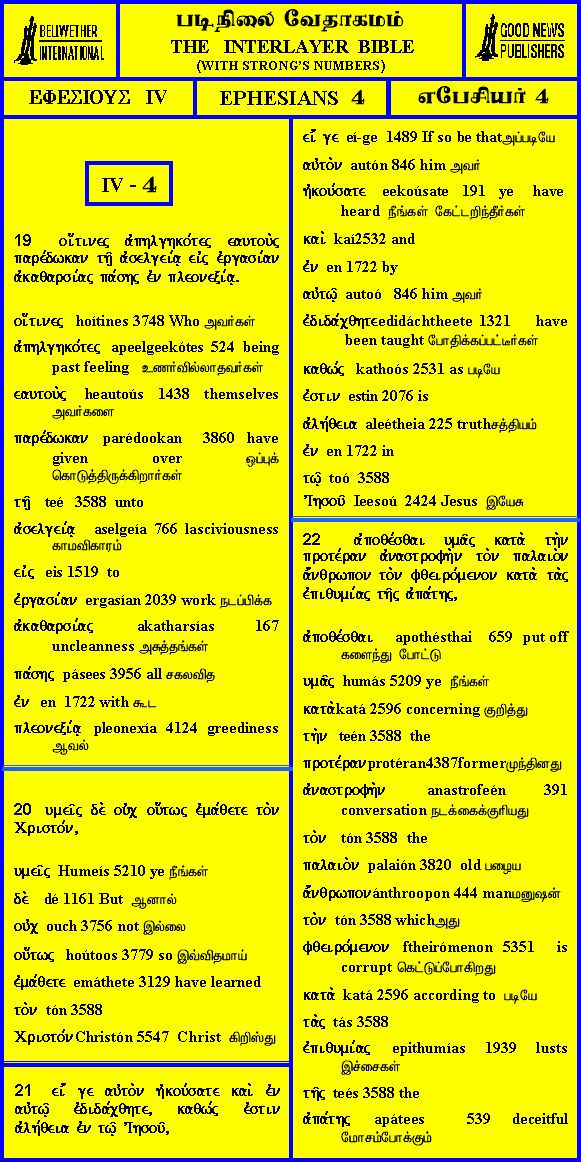 BELLWETHER
INTERNATIONAL
படிநிலை வேதாகமம்
THE INTERLAYER BIBLE
(WITH STRONG'S NUMBERS)
GOOD NEWS
PUBLISHERS
ΕΦΕΣΙΟΥΣ IV
EPHESIANS 4
எபேசியர் 4
IV - 4
19 οἵτινες ἀπηλγηκότες εαυτοὺς
παρέδωκαν τῇ ἀσελγείᾳ εἰς ἐργασίαν
ἀκαθαρσίας πάσης ἐν πλεονεξίᾳ.
οἵτινες hoítines 3748 Who அவர்கள்
ἀπηλγηκότες apeelgeekótes 524 being
past feeling உணர்வில்லாதவர்கள்
εαυτοὺς heautoús 1438 themselves
அவர்களை
παρέδωκαν parédookan 3860 have
given over ஒப்புக்
கொடுத்திருக்கிறார்கள்
τῇ teé 3588 unto
ἀσελγείᾳ aselgeía 766 lasciviousness
காமவிகாரம்
εἰς eis 1519 to
ἐργασίαν ergasían 2039 work நடப்பிக்க
ἀκαθαρσίας akatharsías 167
uncleanness அசுத்தங்கள்
πάσης pásees 3956 all சகலவித
ἐν en 1722 with கூட
πλεονεξίᾳ pleonexía 4124 greediness
ஆவல்
20 υμεῖς δὲ οὐχ οὕτως ἐμάθετε τὸν
Χριστόν,
υμεῖς Humeís 5210 ye நீங்கள்
δὲ dé 1161 But ஆனால்
οὐχ ouch 3756 not இல்லை
οὕτως hoútoos 3779 so இவ்விதமாய்
ἐμάθετε emáthete 3129 have learned
τὸν tón 3588
Χριστόν Christón 5547 Christ கிறிஸ்து
21 εἴ γε αὐτὸν ἠκούσατε καὶ ἐν
αὐτῷ ἐδιδάχθητε, καθώς ἐστιν
ἀλήθεια ἐν τῷ Ἰησοῦ,
εἴ γε eí-ge 1489 If so be thatஅப்படியே
αὐτὸν autón 846 him அவர்
ἠκούσατε eekoúsate 191 ye have
heard நீங்கள் கேட்டறிந்தீர்கள்
καὶ kaí2532 and
ἐν en 1722 by
αὐτῷ autoó 846 him அவர்
ἐδιδάχθητεedidáchtheete 1321 have
been taught போதிக்கப்பட்டீர்கள்
καθώς kathoós 2531 as படியே
ἐστιν estin 2076 is
ἀλήθεια aleétheia 225 truthசத்தியம்
ἐν en 1722 in
τῷ toó 3588
Ἰησοῦ Ieesoú 2424 Jesus இயேசு
22 ἀποθέσθαι υμᾶς κατὰ τὴν
προτέραν ἀναστροφὴν τὸν παλαιὸν
ἄνθρωπον τὸν φθειρόμενον κατὰ τὰς
ἐπιθυμίας τῆς ἀπάτης,
ἀποθέσθαι apothésthai 659 put off
களைந்து போட்டு
υμᾶς humás 5209 ye நீங்கள்
κατὰkatá 2596 concerning குறித்து
τὴν teén 3588 the
προτέρανprotéran4387formerமுந்தினது
ἀναστροφὴν anastrofeén 391
conversation நடக்கைக்குரியது
τὸν tón 3588 the
παλαιὸν palaión 3820 old பழைய
ἄνθρωπονánthroopon 444 manமனுஷன்
τὸν tón 3588 whichஅது
φθειρόμενον ftheirómenon 5351 is
corrupt கெட்டுப்போகிறது
κατὰ katá 2596 according to படியே
τὰς tás 3588
ἐπιθυμίας epithumías 1939 lusts
இச்சைகள்
τῆς teés 3588 the
ἀπάτης apátees 539 deceitful
மோசம்போக்கும்